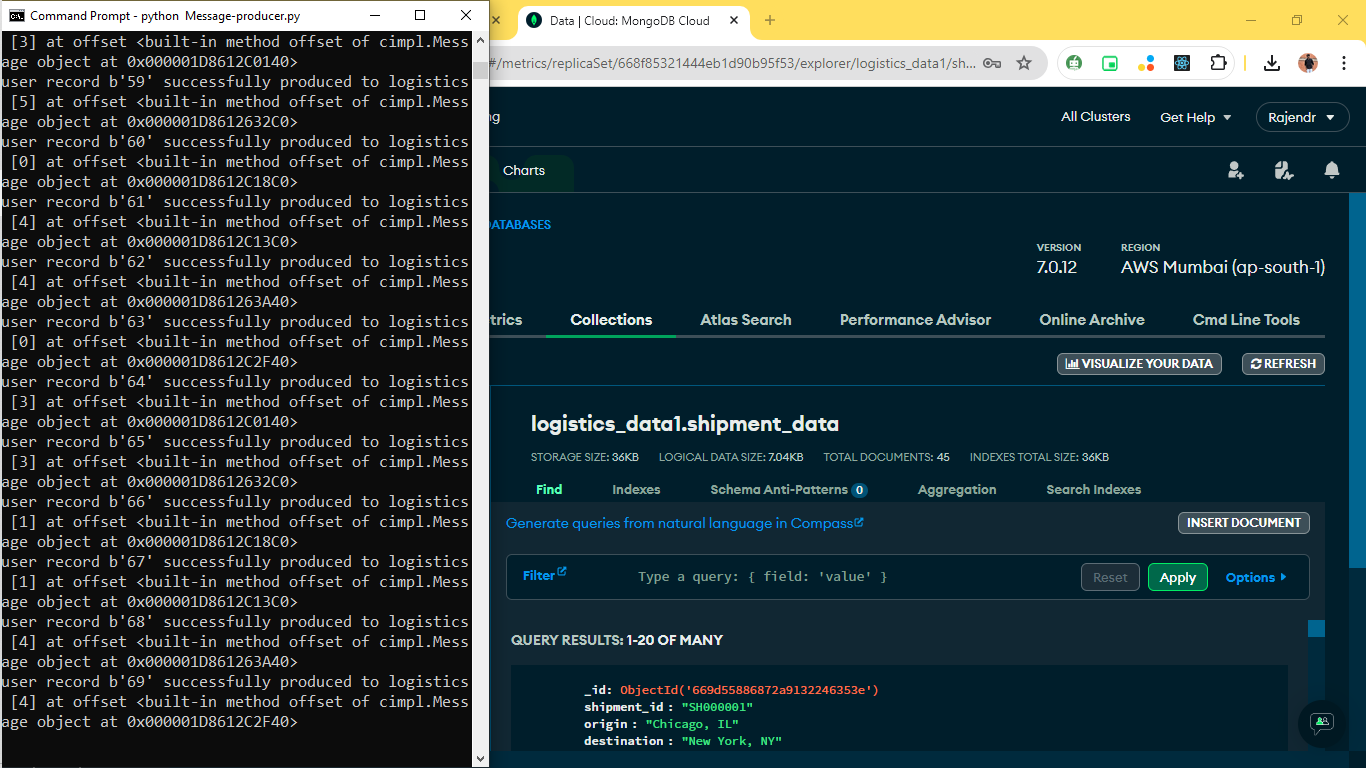 Command Prompt - python  Message-producer.py
[3] at offset <built-in method offset of cimpl.Mess
age object at 0x000001D8612C0140>
user record b'59' successfully produced to logistics
[5] at offset <built-in method offset of cimpl.Mess
age object at 0x000001D8612632C0>
user record b'60' successfully produced to logistics
[0] at offset <built-in method offset of cimpl.Mess
age object at 0x000001D8612C18C0>
user record b'61' successfully produced to logistics
[4] at offset <built-in method offset of cimpl.Mess
age object at 0x000001D8612C13C0>
user record b'62' successfully produced to logistics
[4] at offset <built-in method offset of cimpl.Mess
age object at 0x000001D861263A40>
user record b'63' successfully produced to logistics
[0] at offset <built-in method offset of cimpl.Mess
age object at 0x000001D8612C2F40>
user record b'64' successfully produced to logistics
[3] at offset <built-in method offset of cimpl.Mess
age object at 0x000001D8612C0140>
user record b'65' successfully produced to logistics
[3] at offset <built-in method offset of cimpl.Mess
age object at 0x000001D8612632C0>
user record b'66' successfully produced to logistics
[1] at offset <built-in method offset of cimpl.Mess
age object at 0x000001D8612C18C0>
user record b'67' successfully produced to logistics
[1] at offset <built-in method offset of cimpl.Mess
age object at 0x000001D8612C13C0>
user record b'68' successfully produced to logistics
[4] at offset <built-in method offset of cimpl.Mess
age object at 0x000001D861263A40>
user record b'69' successfully produced to logistics
[4] at offset <built-in method offset of cimpl.Mess
age object at 0x000001D8612C2F40>
Data | Cloud: MongoDB Cloud
#/metrics/replicaSet/668f85321444eb1d90b95f53/explorer/logistics_data1/sh...
ng
All Clusters
Get Help
Rajendr
Charts
DATABASES
VERSION
REGION
7.0.12
AWS Mumbai (ap-south-1)
trics
Collections
Atlas Search
Performance Advisor
Online Archive
Cmd Line Tools
VISUALIZE YOUR DATA
REFRESH
logistics_data1.shipment_data
STORAGE SIZE: 36KB
LOGICAL DATA SIZE: 7.04KB
TOTAL DOCUMENTS: 45
INDEXES TOTAL SIZE: 36KB
Find
Indexes
Schema Anti-Patterns 0
Aggregation
Search Indexes
Generate queries from natural language in Compass
INSERT DOCUMENT
Filter
Type a query: { field: 'value' }
Reset
Apply
Options
QUERY RESULTS: 1-20 OF MANY
_id: ObjectId('669d55886872a9132246353e')
shipment_id : "SH000001"
origin : "Chicago, IL"
destination : "New York, NY"